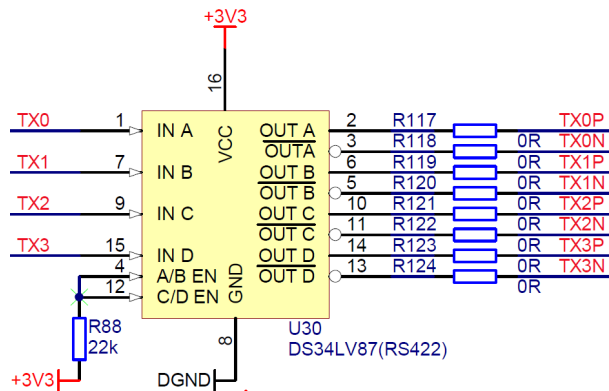 +3V3
16
TX0 1 IN A VCC OUT A 2 R117 TX0P
OUTA 3 R118 0R TX0N
TX1 7 IN B OUT B 6 R119 0R TX1P
OUT B 5 R120 0R TX1N
TX2 9 IN C OUT C 10 R121 0R TX2P
OUT C 11 R122 0R TX2N
TX3 15 IN D OUT D 14 R123 0R TX3P
4 A/B EN OUT D 13 R124 0R TX3N
12 C/D EN GND 0R
R88
22k
8
U30
DS34LV87(RS422)
+3V3
DGND